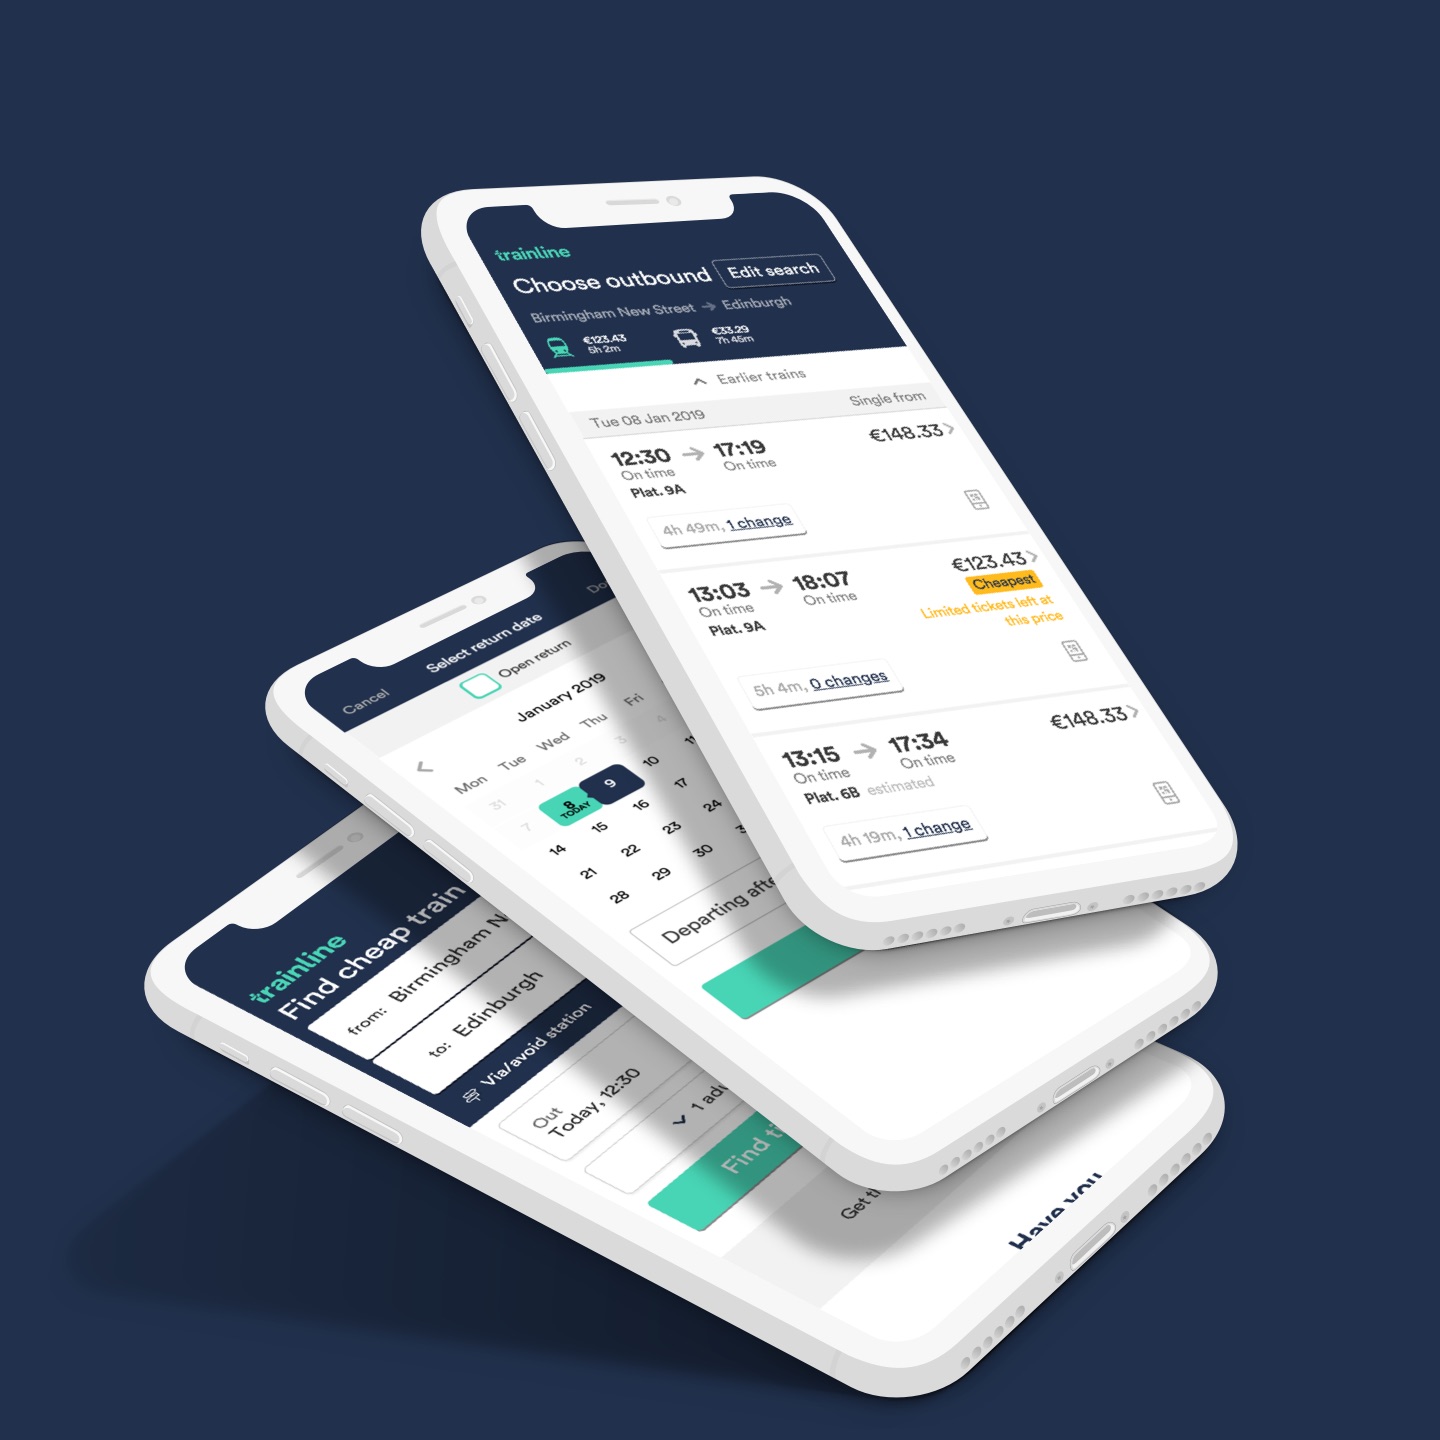 trainline
Choose outbound
Edit search
Birmingham New Street → Edinburgh
€123.43
5h 2m
€33.29
7h 45m
Earlier trains
Tue 08 Jan 2019
Single from
12:30 → 17:19
€148.33
On time
On time
Plat. 9A
4h 49m, 1 change
13:03 → 18:07
€123.43
On time
On time
Cheapest
Plat. 9A
Limited tickets left at
this price
5h 4m, 0 changes
13:15 → 17:34
€148.33
On time
On time
Plat. 6B estimated
4h 19m, 1 change
Cancel
Select return date
Do
Open return
January 2019
Mon Tue Wed Thu Fri
31 1 2 3 4
7 8 9 10 11
TODAY
14 15 16 17
21 22 23 24
28 29 30 3
Departing afte
trainline
Find cheap train
from: Birmingham N
to: Edinburgh
Via/avoid station
Out
Today, 12:30
1 adu
Find ti
Get t
Have you